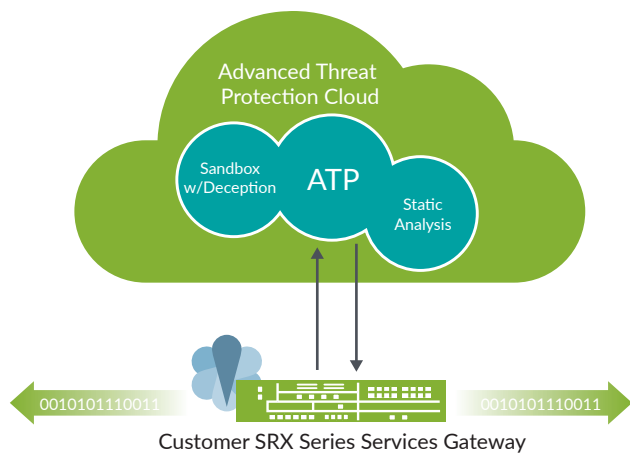 Advanced Threat
Protection Cloud
Sandbox
w/Deception
ATP
Static
Analysis
0010101110011
0010101110011
Customer SRX Series Services Gateway